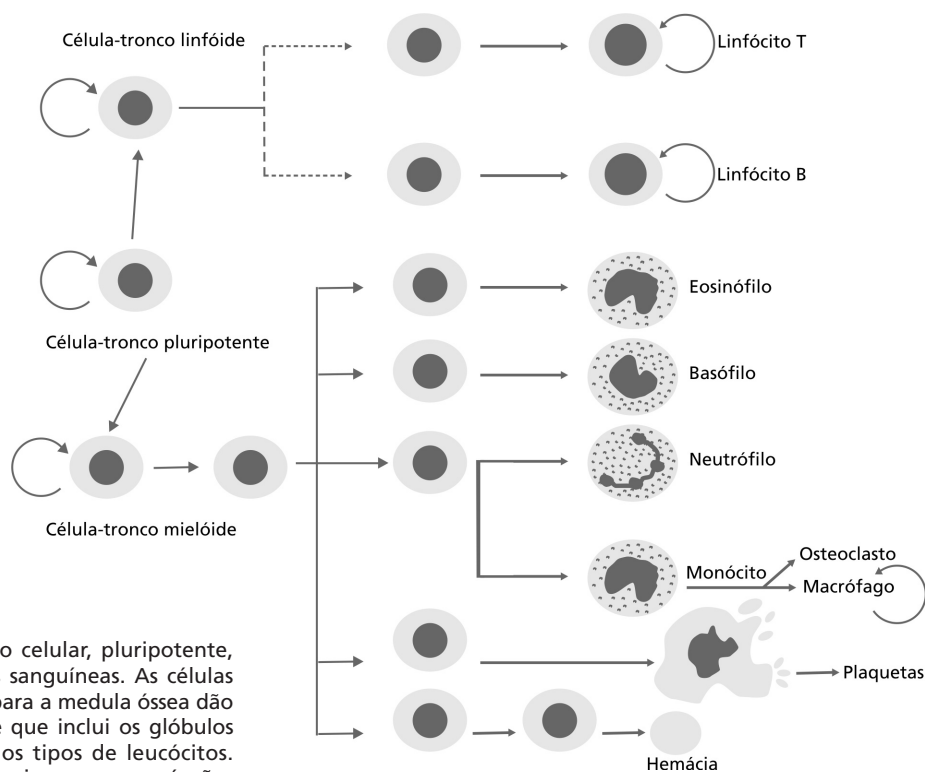 Célula-tronco linfóide
Linfócito T
Linfócito B
Célula-tronco pluripotente
Eosinófilo
Basófilo
Neutrófilo
Célula-tronco mielóide
Monócito
Osteoclasto
Macrófago
Plaquetas
Hemácia
o celular, pluripotente,
sanguíneas. As células
para a medula óssea dão
que inclui os glóbulos
os tipos de leucócitos.